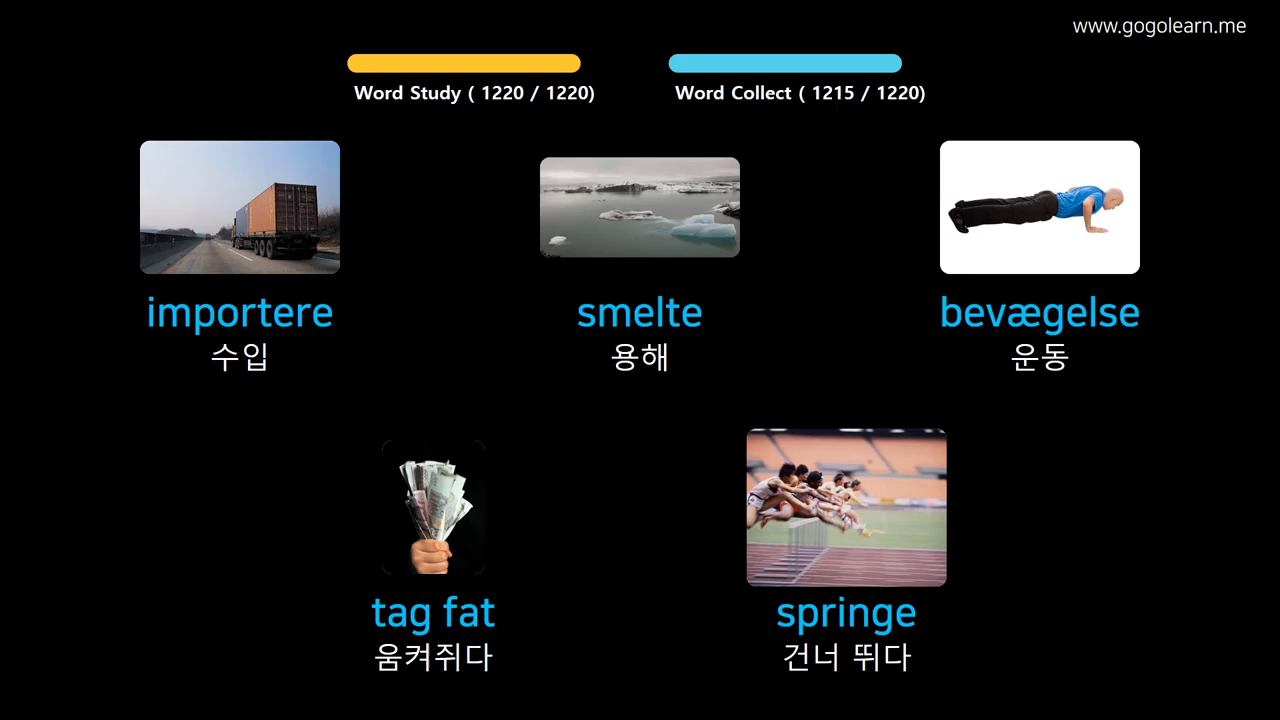 www.gogolearn.me
Word Study ( 1220 / 1220)
Word Collect ( 1215 / 1220)
importere
수입
smelte
용해
bevægelse
운동
tag fat
움켜쥐다
springe
건너 뛰다